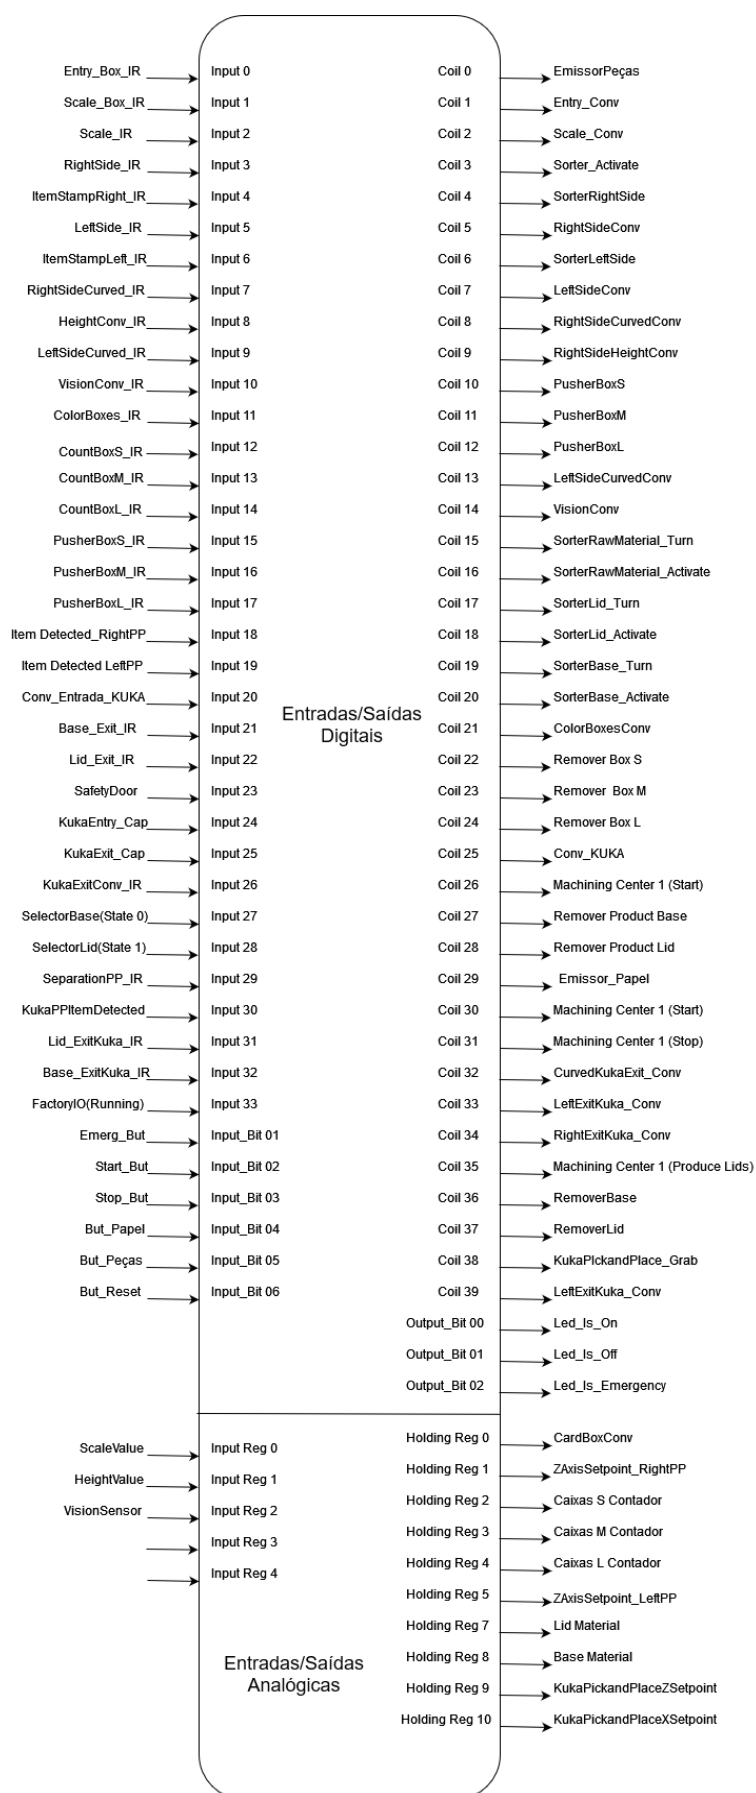 Entry_Box_IR Input 0 Coil 0 EmissorPeças
Scale_Box_IR Input 1 Coil 1 Entry_Conv
Scale_IR Input 2 Coil 2 Scale_Conv
RightSide_IR Input 3 Coil 3 Sorter_Activate
ItemStampRight_IR Input 4 Coil 4 SorterRightSide
LeftSide_IR Input 5 Coil 5 RightSideConv
ItemStampLeft_IR Input 6 Coil 6 SorterLeftSide
RightSideCurved_IR Input 7 Coil 7 LeftSideConv
HeightConv_IR Input 8 Coil 8 RightSideCurvedConv
LeftSideCurved_IR Input 9 Coil 9 RightSideHeightConv
VisionConv_IR Input 10 Coil 10 PusherBoxS
ColorBoxes_IR Input 11 Coil 11 PusherBoxM
CountBoxS_IR Input 12 Coil 12 PusherBoxL
CountBoxM_IR Input 13 Coil 13 LeftSideCurvedConv
CountBoxL_IR Input 14 Coil 14 VisionConv
PusherBoxS_IR Input 15 Coil 15 SorterRawMaterial_Turn
PusherBoxM_IR Input 16 Coil 16 SorterRawMaterial_Activate
PusherBoxL_IR Input 17 Coil 17 SorterLid_Turn
Item Detected_RightPP Input 18 Coil 18 SorterLid_Activate
Item Detected LeftPP Input 19 Coil 19 SorterBase_Turn
Conv_Entrada_KUKA Input 20 Coil 20 SorterBase_Activate
Entradas/Saídas
Digitais
Base_Exit_IR Input 21 Coil 21 ColorBoxesConv
Lid_Exit_IR Input 22 Coil 22 Remover Box S
SafetyDoor Input 23 Coil 23 Remover Box M
KukaEntry_Cap Input 24 Coil 24 Remover Box L
KukaExit_Cap Input 25 Coil 25 Conv_KUKA
KukaExitConv_IR Input 26 Coil 26 Machining Center 1 (Start)
SelectorBase(State 0) Input 27 Coil 27 Remover Product Base
SelectorLid(State 1) Input 28 Coil 28 Remover Product Lid
SeparationPP_IR Input 29 Coil 29 Emissor_Papel
KukaPPItemDetected Input 30 Coil 30 Machining Center 1 (Start)
Lid_ExitKuka_IR Input 31 Coil 31 Machining Center 1 (Stop)
Base_ExitKuka_IR Input 32 Coil 32 CurvedKukaExit_Conv
FactoryIO(Running) Input 33 Coil 33 LeftExitKuka_Conv
Emerg_But Input_Bit 01 Coil 34 RightExitKuka_Conv
Start_But Input_Bit 02 Coil 35 Machining Center 1 (Produce Lids)
Stop_But Input_Bit 03 Coil 36 RemoverBase
But_Papel Input_Bit 04 Coil 37 RemoverLid
But_Peças Input_Bit 05 Coil 38 KukaPIckandPlace_Grab
But_Reset Input_Bit 06 Coil 39 LeftExitKuka_Conv
Output_Bit 00 Led_Is_On
Output_Bit 01 Led_Is_Off
Output_Bit 02 Led_Is_Emergency
Holding Reg 0 CardBoxConv
ScaleValue Input Reg 0
Holding Reg 1 ZAxisSetpoint_RightPP
HeightValue Input Reg 1
Holding Reg 2 Caixas S Contador
VisionSensor Input Reg 2
Holding Reg 3 Caixas M Contador
Input Reg 3
Holding Reg 4 Caixas L Contador
Input Reg 4
Holding Reg 5 ZAxisSetpoint_LeftPP
Holding Reg 7 Lid Material
Holding Reg 8 Base Material
Entradas/Saídas
Analógicas
Holding Reg 9 KukaPickandPlaceZSetpoint
Holding Reg 10 KukaPickandPlaceXSetpoint